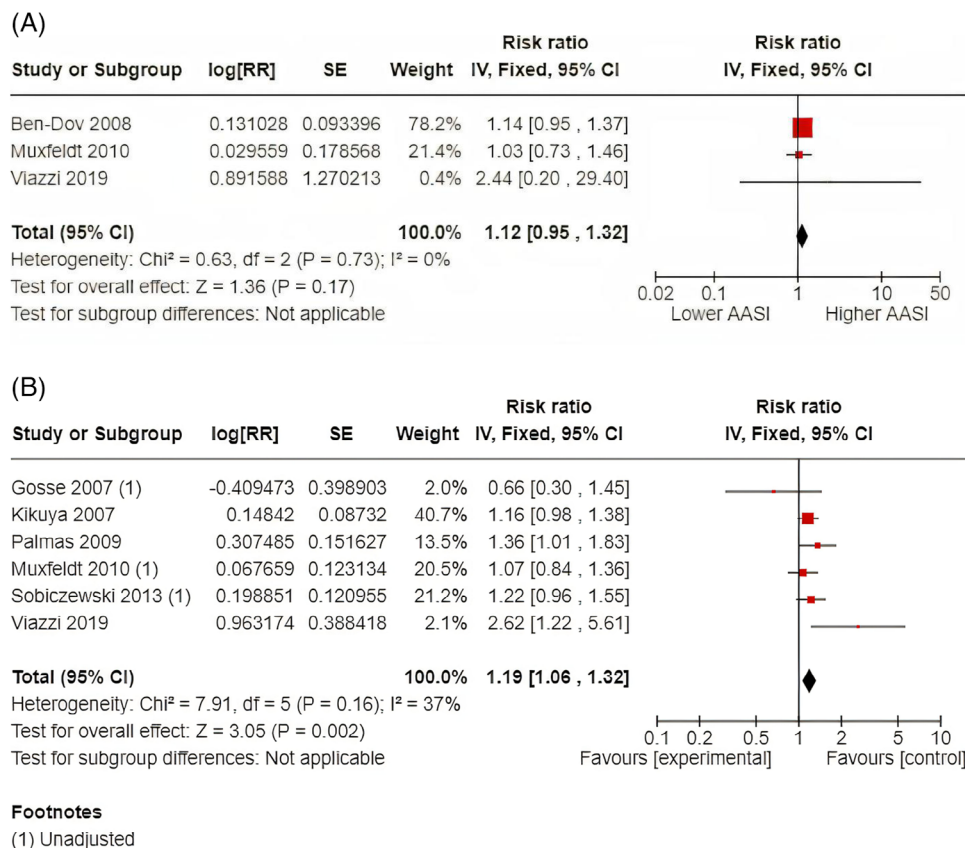 (A)
Risk ratio Risk ratio
Study or Subgroup log[RR] SE Weight IV, Fixed, 95% CI IV, Fixed, 95% CI
Ben-Dov 2008 0.131028 0.093396 78.2% 1.14 [0.95 , 1.37]
Muxfeldt 2010 0.029559 0.178568 21.4% 1.03 [0.73 , 1.46]
Viazzi 2019 0.891588 1.270213 0.4% 2.44 [0.20 , 29.40]
Total (95% CI) 100.0% 1.12 [0.95 , 1.32]
Heterogeneity: Chi² = 0.63, df = 2 (P = 0.73); I² = 0%
Test for overall effect: Z = 1.36 (P = 0.17)
Test for subgroup differences: Not applicable
0.02 0.1 1 10 50
Lower AASI Higher AASI
(B)
Risk ratio Risk ratio
Study or Subgroup log[RR] SE Weight IV, Fixed, 95% CI IV, Fixed, 95% CI
Gosse 2007 (1) -0.409473 0.398903 2.0% 0.66 [0.30 , 1.45]
Kikuya 2007 0.14842 0.08732 40.7% 1.16 [0.98 , 1.38]
Palmas 2009 0.307485 0.151627 13.5% 1.36 [1.01 , 1.83]
Muxfeldt 2010 (1) 0.067659 0.123134 20.5% 1.07 [0.84 , 1.36]
Sobiczewski 2013 (1) 0.198851 0.120955 21.2% 1.22 [0.96 , 1.55]
Viazzi 2019 0.963174 0.388418 2.1% 2.62 [1.22 , 5.61]
Total (95% CI) 100.0% 1.19 [1.06 , 1.32]
Heterogeneity: Chi² = 7.91, df = 5 (P = 0.16); I² = 37%
Test for overall effect: Z = 3.05 (P = 0.002)
Test for subgroup differences: Not applicable
0.1 0.2 0.5 1 2 5 10
Favours [experimental] Favours [control]
Footnotes
(1) Unadjusted